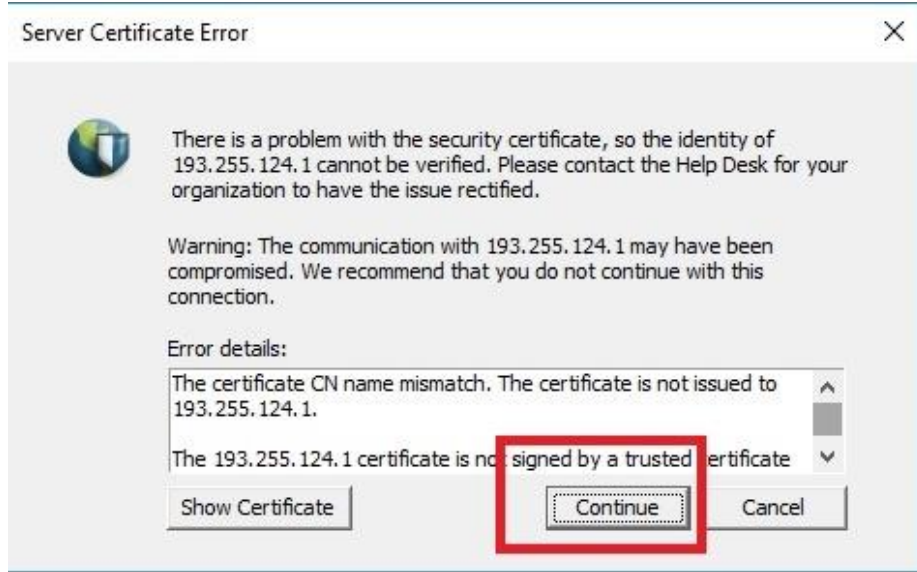 Server Certificate Error
There is a problem with the security certificate, so the identity of
193.255.124.1 cannot be verified. Please contact the Help Desk for your
organization to have the issue rectified.
Warning: The communication with 193.255.124.1 may have been
compromised. We recommend that you do not continue with this
connection.
Error details:
The certificate CN name mismatch. The certificate is not issued to
193.255.124.1.
The 193.255.124.1 certificate is not signed by a trusted certificate
Show Certificate Continue Cancel